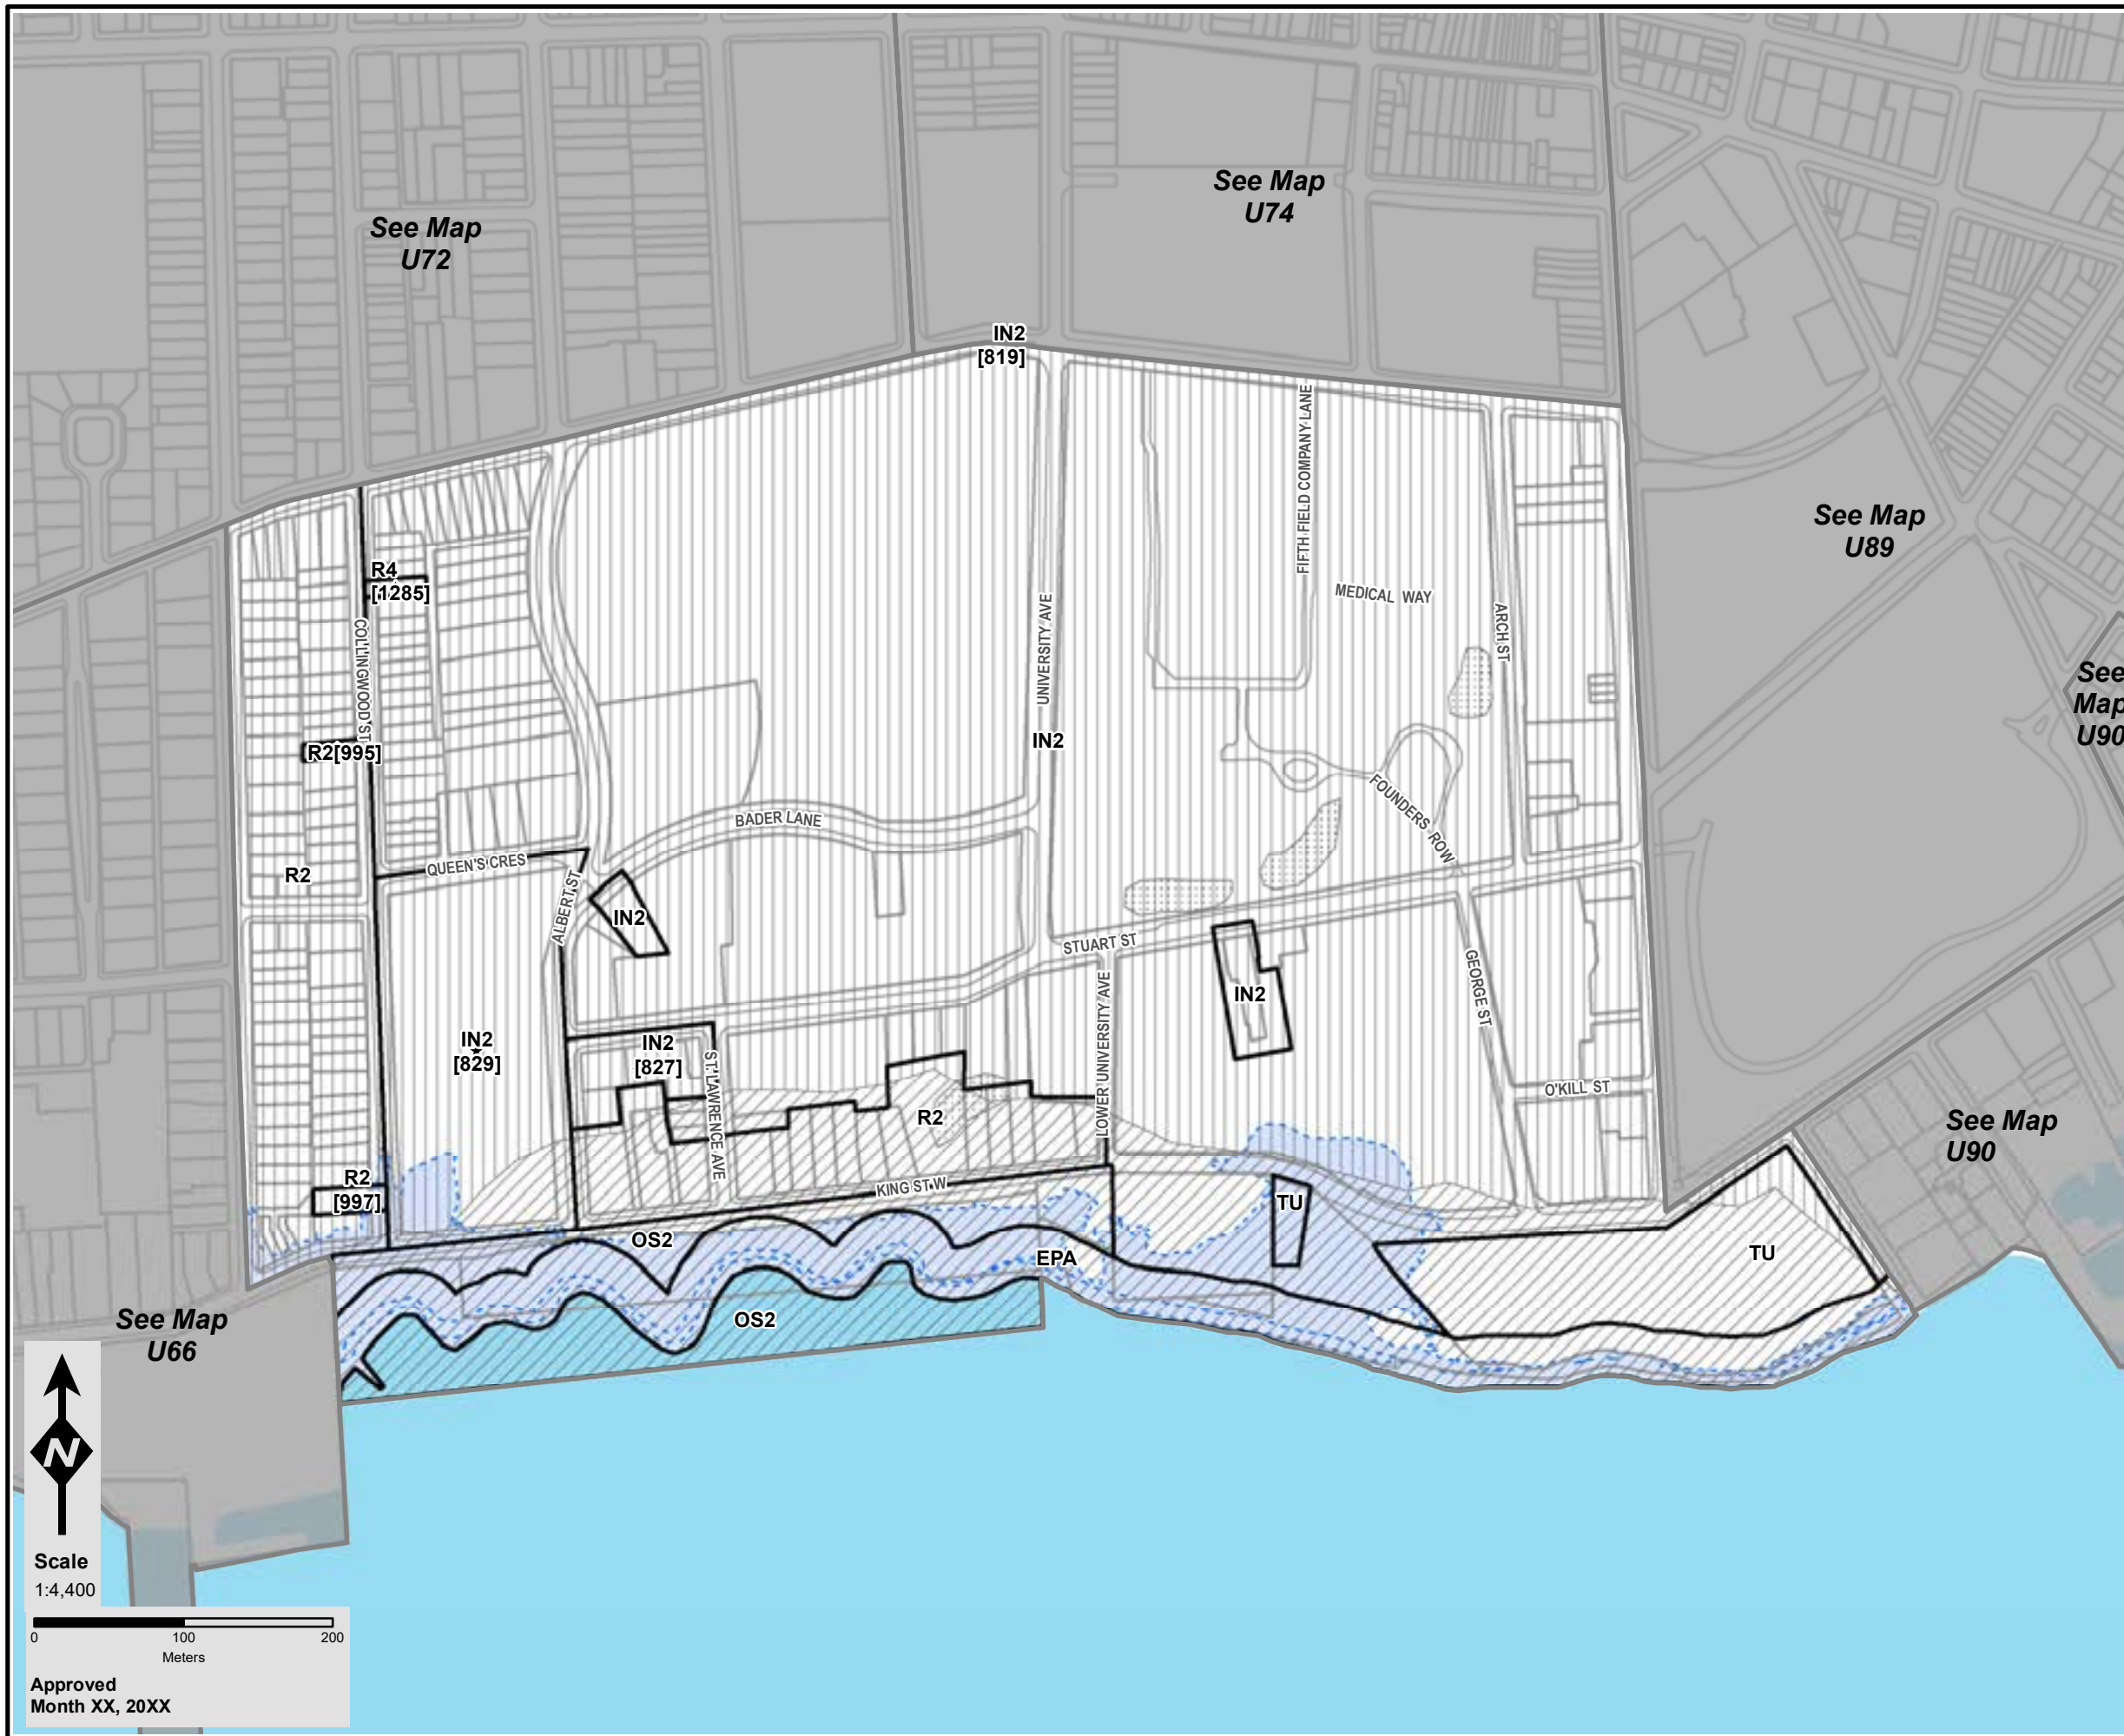 See Map
U72
See Map
U74
IN2
[819]
FIFTH FIELD COMPANY LANE
See Map
U89
R4
[1285]
COLLINGWOOD ST
UNIVERSITY AVE
MEDICAL WAY
ARCH ST
See
Map
U90
R2[995]
IN2
BADER LANE
FOUNDERS ROW
QUEEN'S CRES
R2
ALBERT ST
IN2
STUART ST
LOWER UNIVERSITY AVE
IN2
GEORGE ST
IN2
[829]
IN2
[827]
ST. LAWRENCE AVE
O'KILL ST
R2
See Map
U90
R2
[997]
KING ST W
TU
OS2
EPA
TU
See Map
U66
OS2
N
Scale
1:4,400
0 100 200
Meters
Approved
Month XX, 20XX